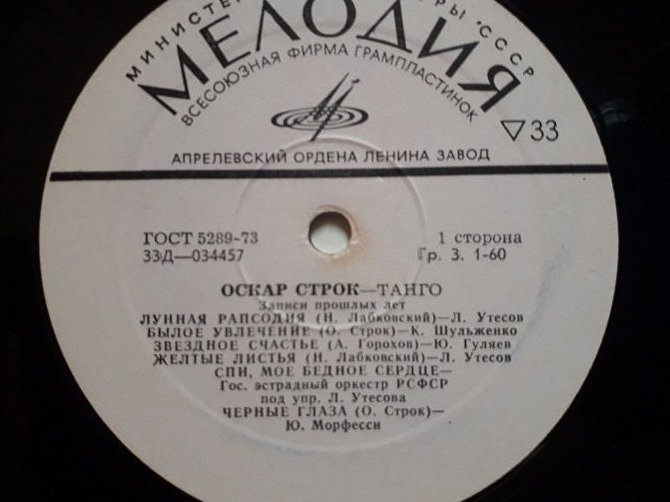 МИНИСТЕР РЫ СССР
МЕЛОДИЯ
ВСЕСОЮЗНАЯ ФИРМА ГРАМПЛАСТИНОК
▽33
АПРЕЛЕВСКИЙ ОРДЕНА ЛЕНИНА ЗАВОД
ГОСТ 5289-73 1 сторона
33Д—034457 Гр. 3. 1-60
ОСКАР СТРОК—ТАНГО
Записи прошлых лет
ЛУННАЯ РАПСОДИЯ (Н. Лабковский)—Л. Утесов
БЫЛОЕ УВЛЕЧЕНИЕ (О. Строк)—К. Шульженко
ЗВЕЗДНОЕ СЧАСТЬЕ (А. Горохов)—Ю. Гуляев
ЖЕЛТЫЕ ЛИСТЬЯ (Н. Лабковский)—Л. Утесов
СПИ, МОЕ БЕДНОЕ СЕРДЦЕ—
Гос. эстрадный оркестр РСФСР
под упр. Л. Утесова
ЧЕРНЫЕ ГЛАЗА (О. Строк)—
Ю. Морфесси